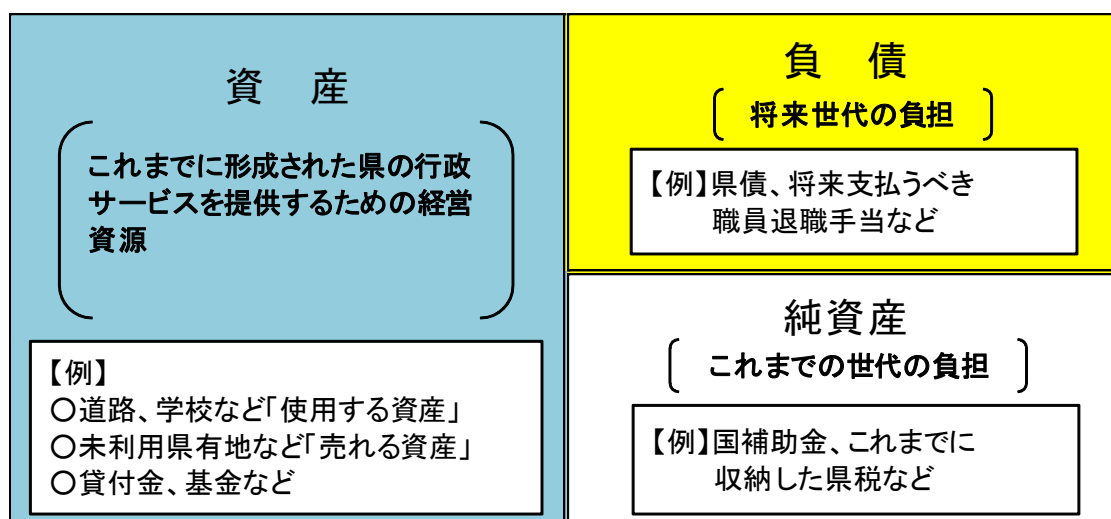 資 産
これまでに形成された県の行政
サービスを提供するための経営
資源
【例】
○道路、学校など「使用する資産」
○未利用県有地など「売れる資産」
○貸付金、基金など
負 債
将来世代の負担
【例】県債、将来支払うべき
職員退職手当など
純資産
これまでの世代の負担
【例】国補助金、これまでに
収納した県税など